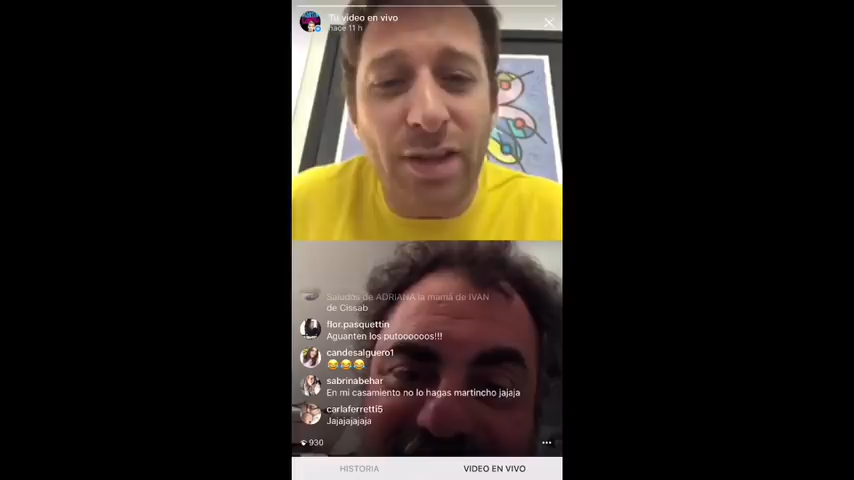 Tu video en vivo
hace 11 h
Saludos de ADRIANA la mamá de IVAN
de Cissab
flor.pasquettin
Aguanten los putoooooos!!!
candesalguero1
😂😂😂
sabrinabehar
En mi casamiento no lo hagas martincho jajaja
carlaferretti5
Jajajajajaja
930
HISTORIA
VIDEO EN VIVO